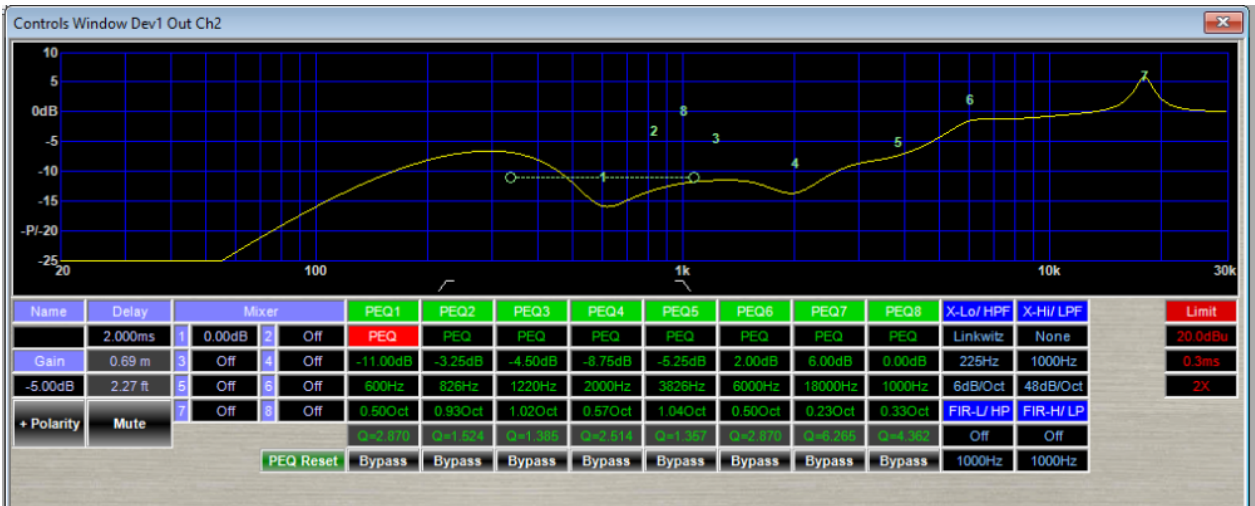 Controls Window Dev1 Out Ch2
10
5
0dB
-5
-10
-15
-P/-20
-25
7
6
8
2
3
5
4
1
20 100 1k 10k 30k
Name Delay Mixer PEQ1 PEQ2 PEQ3 PEQ4 PEQ5 PEQ6 PEQ7 PEQ8 X-Lo/ HPF X-Hi/ LPF Limit
2.000ms 1 0.00dB 2 Off PEQ PEQ PEQ PEQ PEQ PEQ PEQ PEQ Linkwitz None 20.0dBu
Gain 0.69 m 3 Off 4 Off -11.00dB -3.25dB -4.50dB -8.75dB -5.25dB 2.00dB 6.00dB 0.00dB 225Hz 1000Hz 0.3ms
-5.00dB 2.27 ft 5 Off 6 Off 600Hz 826Hz 1220Hz 2000Hz 3826Hz 6000Hz 18000Hz 1000Hz 6dB/Oct 48dB/Oct 2X
+ Polarity Mute 7 Off 8 Off 0.50Oct 0.93Oct 1.02Oct 0.57Oct 1.04Oct 0.50Oct 0.23Oct 0.33Oct FIR-L/ HP FIR-H/ LP
Q=2.870 Q=1.524 Q=1.385 Q=2.514 Q=1.357 Q=2.870 Q=6.265 Q=4.362 Off Off
PEQ Reset Bypass Bypass Bypass Bypass Bypass Bypass Bypass Bypass 1000Hz 1000Hz